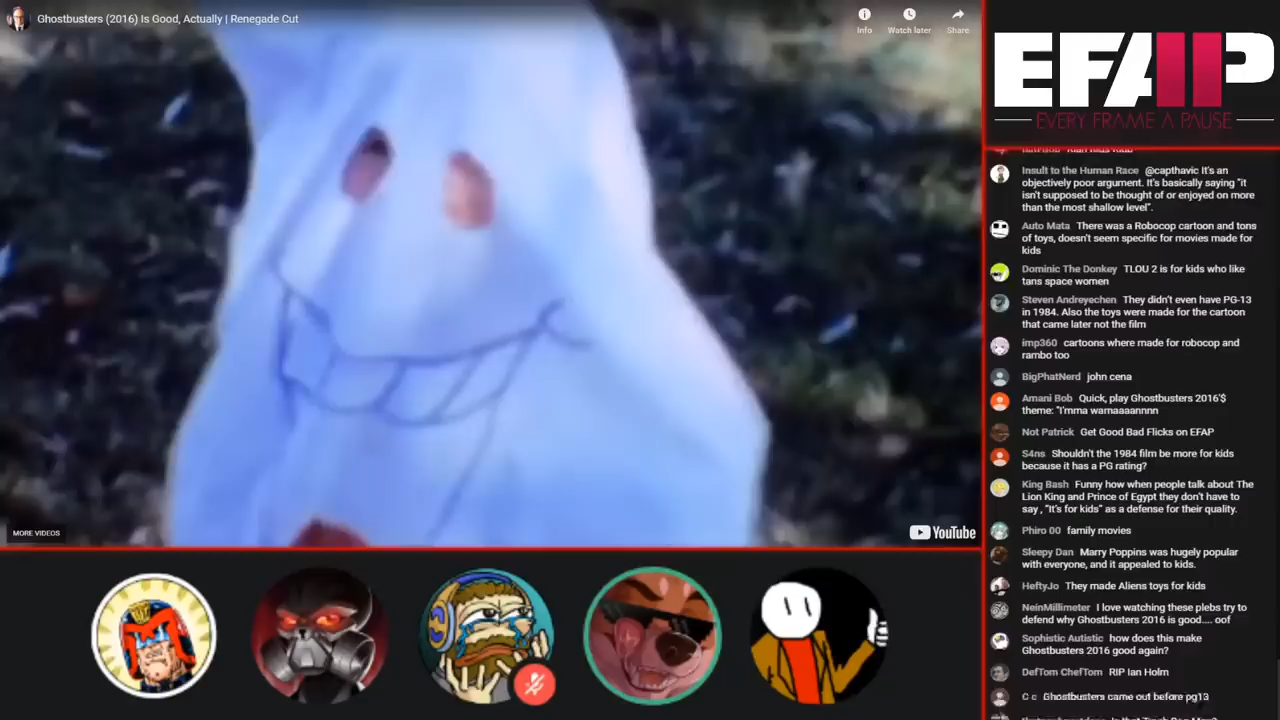 Ghostbusters (2016) Is Good, Actually | Renegade Cut
Info
Watch later
Share
MORE VIDEOS
YouTube
EFAP
EVERY FRAME A PAUSE
Insult to the Human Race @capthavic It's an
objectively poor argument. It's basically saying "it
isn't supposed to be thought of or enjoyed on more
than the most shallow level".
Auto Mata There was a Robocop cartoon and tons
of toys, doesn't seem specific for movies made for
kids
Dominic The Donkey TLOU 2 is for kids who like
tans space women
Steven Andreyechen They didn't even have PG-13
in 1984. Also the toys were made for the cartoon
that came later not the film
imp360 cartoons where made for robocop and
rambo too
BigPhatNerd john cena
Amani Bob Quick, play Ghostbusters 2016'$
theme: "I'mma wamaaaannnn
Not Patrick Get Good Bad Flicks on EFAP
S4ns Shouldn't the 1984 film be more for kids
because it has a PG rating?
King Bash Funny how when people talk about The
Lion King and Prince of Egypt they don't have to
say , "It's for kids" as a defense for their quality.
Phiro 00 family movies
Sleepy Dan Marry Poppins was hugely popular
with everyone, and it appealed to kids.
HeftyJo They made Aliens toys for kids
NeinMillimeter I love watching these plebs try to
defend why Ghostbusters 2016 is good.... oof
Sophistic Autistic how does this make
Ghostbusters 2016 good again?
DefTom ChefTom RIP Ian Holm
C c Ghostbusters came out before pg13